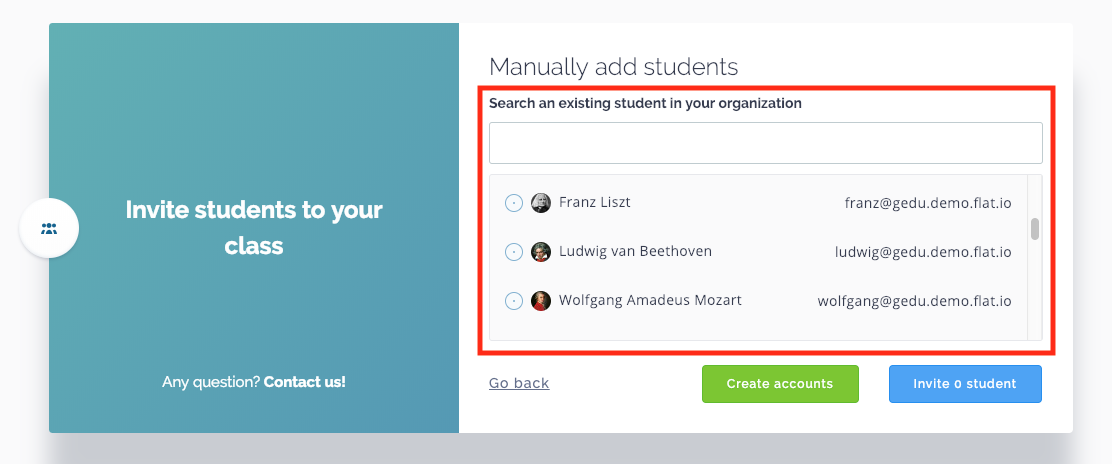 Invite students to your
class
Any question? Contact us!
Manually add students
Search an existing student in your organization
Franz Liszt franz@gedu.demo.flat.io
Ludwig van Beethoven ludwig@gedu.demo.flat.io
Wolfgang Amadeus Mozart wolfgang@gedu.demo.flat.io
Go back Create accounts Invite 0 student